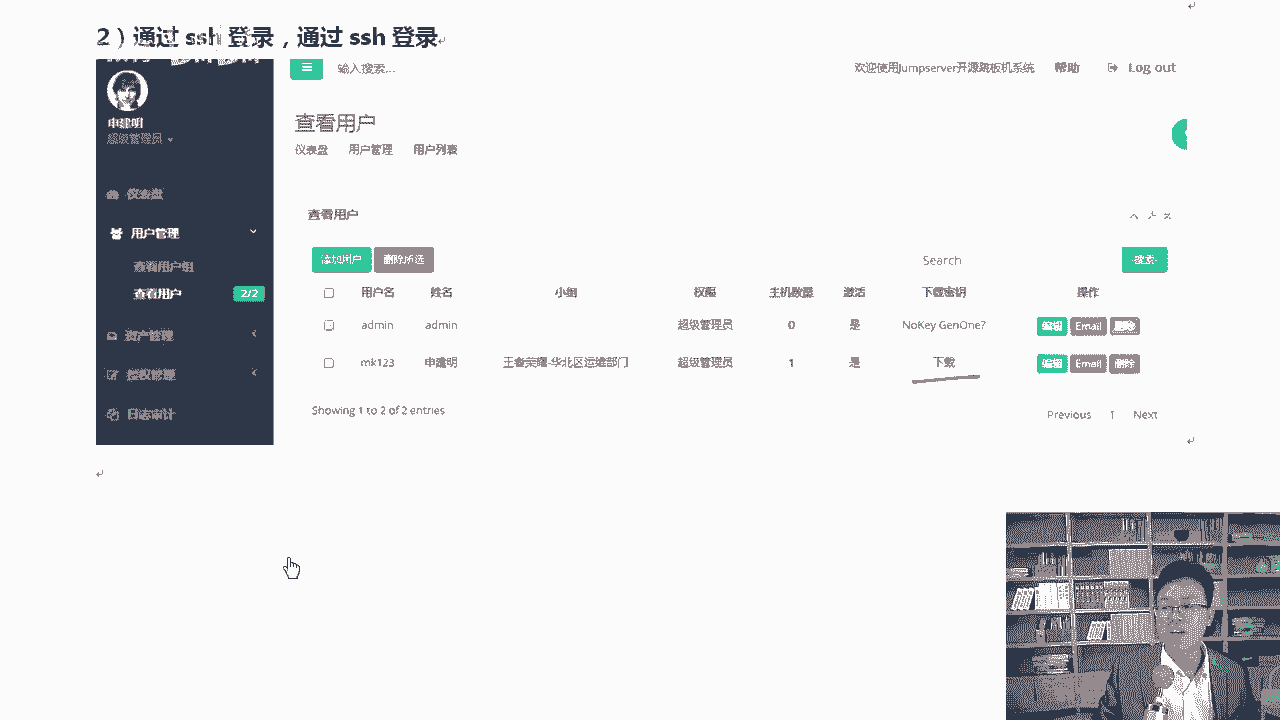 2）通过 ssh 登录，通过 ssh 登录
输入搜索...
欢迎使用Jumpserver开源跳板机系统 帮助 Log out
申建明
超级管理员
查看用户
仪表盘 用户管理 用户列表
仪表盘
用户管理
查看用户组
查看用户 2/2
资产管理
授权管理
日志审计
查看用户
添加用户 删除所选 Search -搜索-
用户名 姓名 小组 权限 主机数量 激活 下载密钥 操作
admin admin 超级管理员 0 是 NoKey GenOne? 编辑 Email 删除
mk123 申建明 王者荣耀-华北区运维部门 超级管理员 1 是 下载 编辑 Email 删除
Showing 1 to 2 of 2 entries
Previous 1 Next